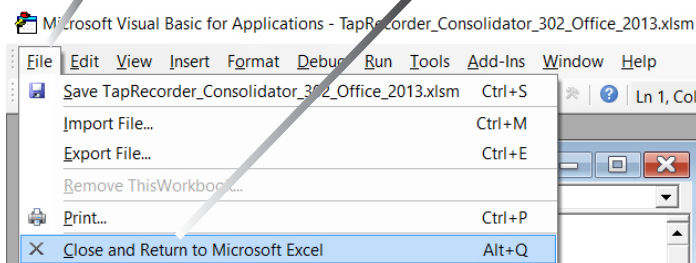 Microsoft Visual Basic for Applications - TapRecorder_Consolidator_302_Office_2013.xlsm
File Edit View Insert Format Debug Run Tools Add-Ins Window Help
Save TapRecorder_Consolidator_302_Office_2013.xlsm Ctrl+S
Ln 1, Col
Import File... Ctrl+M
Export File... Ctrl+E
Remove ThisWorkbook...
Print... Ctrl+P
Close and Return to Microsoft Excel Alt+Q